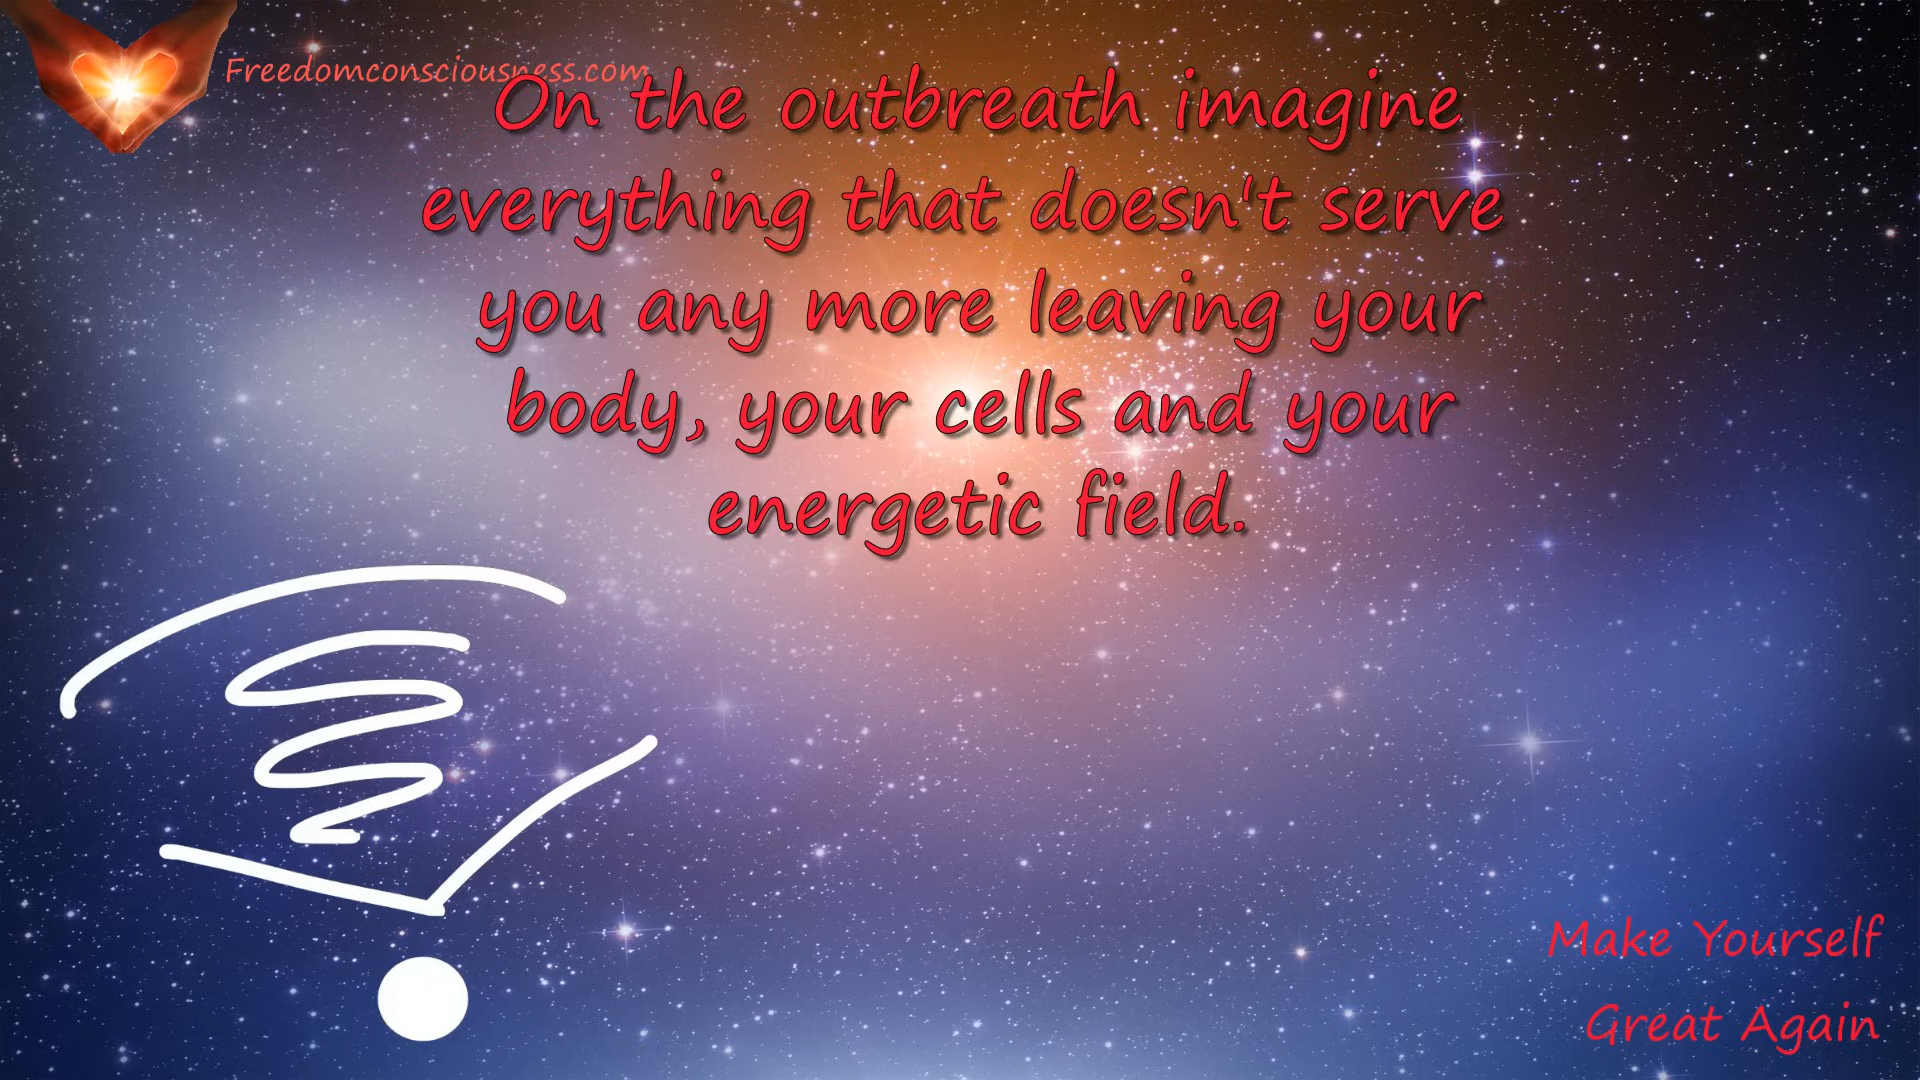 Freedomconsciousness.com
On the outbreath imagine
everything that doesn't serve
you any more leaving your
body, your cells and your
energetic field.
Make Yourself
Great Again